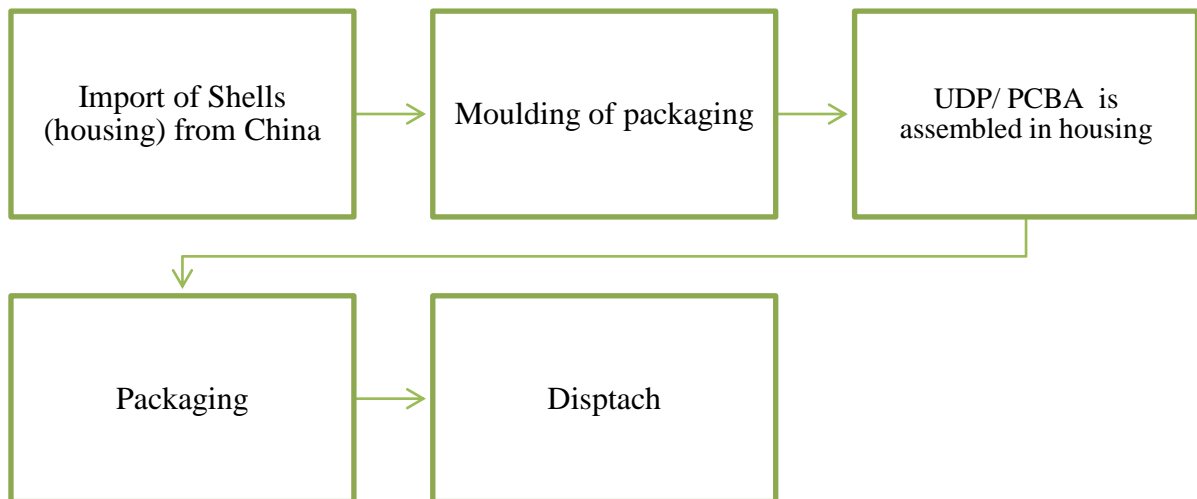 Import of Shells
(housing) from China
Moulding of packaging
UDP/ PCBA is
assembled in housing
Packaging
Disptach